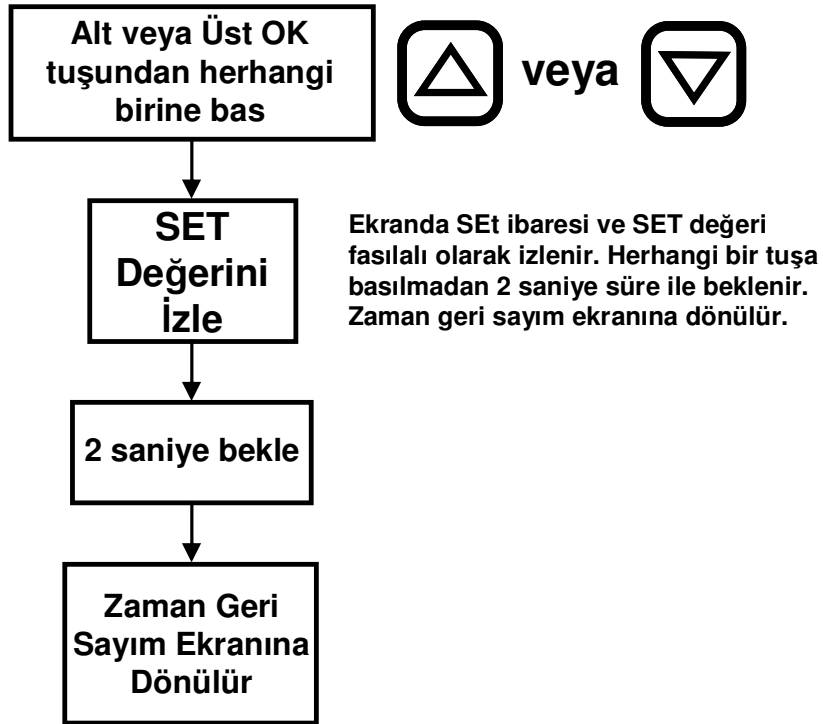 Alt veya Üst OK
tuşundan herhangi
birine bas
veya
SET
Değerini
İzle
Ekranda SEt ibaresi ve SET değeri
fasılalı olarak izlenir. Herhangi bir tuşa
basılmadan 2 saniye süre ile beklenir.
Zaman geri sayım ekranına dönülür.
2 saniye bekle
Zaman Geri
Sayım Ekranına
Dönülür